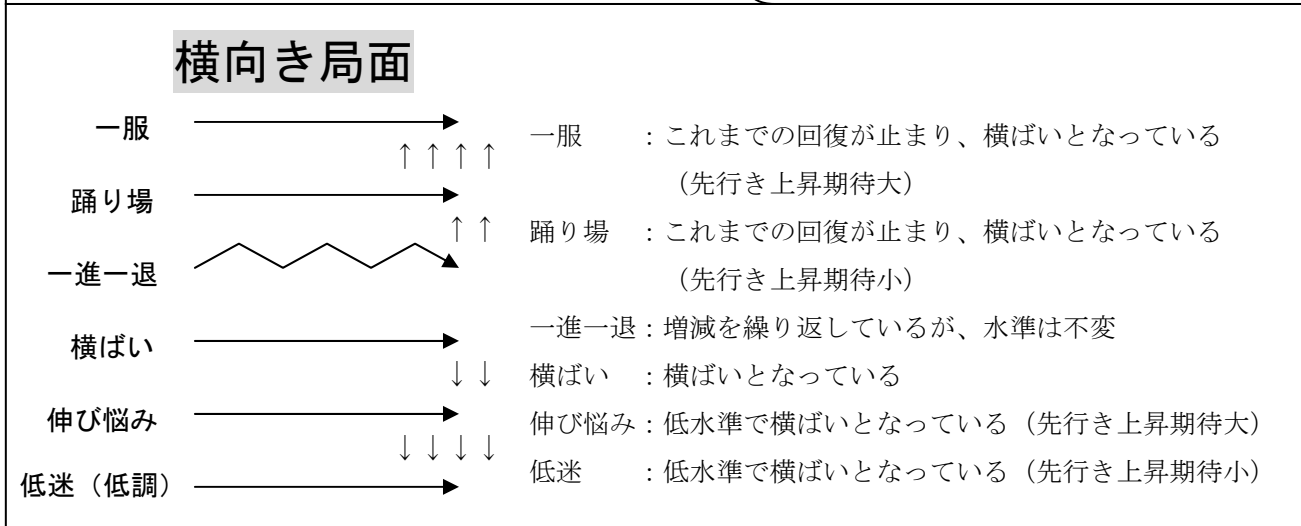 横向き局面
一服
↑ ↑ ↑ ↑
踊り場
↑ ↑
一進一退
横ばい
↓ ↓
伸び悩み
↓ ↓ ↓ ↓
低迷（低調）
一服　　：これまでの回復が止まり、横ばいとなっている
（先行き上昇期待大）
踊り場　：これまでの回復が止まり、横ばいとなっている
（先行き上昇期待小）
一進一退：増減を繰り返しているが、水準は不変
横ばい　：横ばいとなっている
伸び悩み：低水準で横ばいとなっている（先行き上昇期待大）
低迷　　：低水準で横ばいとなっている（先行き上昇期待小）